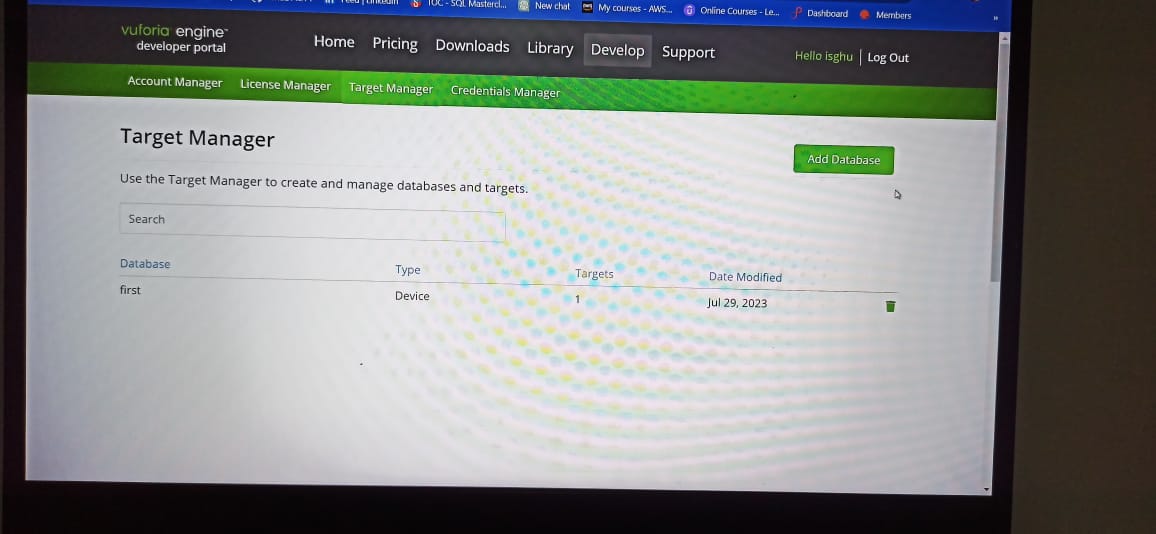 Feed | LinkedIn TOC - SQL Mastercl... New chat My courses - AWS... Online Courses - Le... Dashboard Members »
vuforia engine™
developer portal
Home Pricing Downloads Library Develop Support
Hello isghu | Log Out
Account Manager License Manager Target Manager Credentials Manager
Target Manager
Add Database
Use the Target Manager to create and manage databases and targets.
Search
Database Type Targets Date Modified
first Device 1 Jul 29, 2023